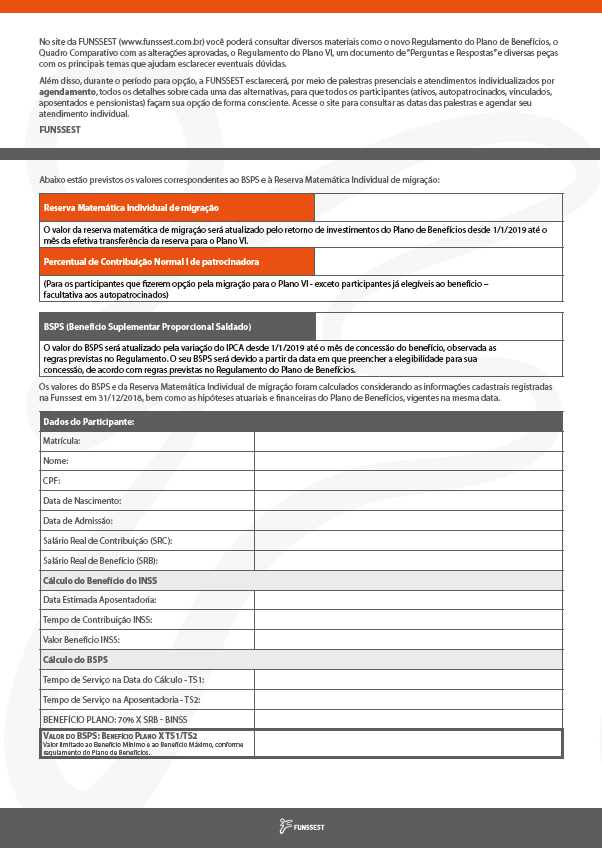 No site da FUNSSEST (www.funssest.com.br) você poderá consultar diversos materiais como o novo Regulamento do Plano de Benefícios, o
Quadro Comparativo com as alterações aprovadas, o Regulamento do Plano VI, um documento de “Perguntas e Respostas” e diversas peças
com os principais temas que ajudam esclarecer eventuais dúvidas.
Além disso, durante o período para opção, a FUNSSEST esclarecerá, por meio de palestras presenciais e atendimentos individualizados por
agendamento, todos os detalhes sobre cada uma das alternativas, para que todos os participantes (ativos, autopatrocinados, vinculados,
aposentados e pensionistas) façam sua opção de forma consciente. Acesse o site para consultar as datas das palestras e agendar seu
atendimento individual.
FUNSSEST
Abaixo estão previstos os valores correspondentes ao BSPS e à Reserva Matemática Individual de migração:
Reserva Matemática Individual de migração
O valor da reserva matemática de migração será atualizado pelo retorno de investimentos do Plano de Benefícios desde 1/1/2019 até o
mês da efetiva transferência da reserva para o Plano VI.
Percentual de Contribuição Normal I de patrocinadora
(Para os participantes que fizerem opção pela migração para o Plano VI - exceto participantes já elegíveis ao benefício –
facultativa aos autopatrocinados)
BSPS (Benefício Suplementar Proporcional Saldado)
O valor do BSPS será atualizado pela variação do IPCA desde 1/1/2019 até o mês de concessão do benefício, observada as
regras previstas no Regulamento. O seu BSPS será devido a partir da data em que preencher a elegibilidade para sua
concessão, de acordo com regras previstas no Regulamento do Plano de Benefícios.
Os valores do BSPS e da Reserva Matemática Individual de migração foram calculados considerando as informações cadastrais registradas
na Funssest em 31/12/2018, bem como as hipóteses atuariais e financeiras do Plano de Benefícios, vigentes na mesma data.
Dados do Participante:
Matrícula:
Nome:
CPF:
Data de Nascimento:
Data de Admissão:
Salário Real de Contribuição (SRC):
Salário Real de Benefício (SRB):
Cálculo do Benefício do INSS
Data Estimada Aposentadoria:
Tempo de Contribuição INSS:
Valor Benefício INSS:
Cálculo do BSPS
Tempo de Serviço na Data do Cálculo - TS1:
Tempo de Serviço na Aposentadoria - TS2:
BENEFÍCIO PLANO: 70% X SRB - BINSS
Valor do BSPS: Benefício Plano X TS1/TS2
Valor limitado ao Benefício Mínimo e ao Benefício Máximo, conforme
regulamento do Plano de Benefícios.
FUNSSEST